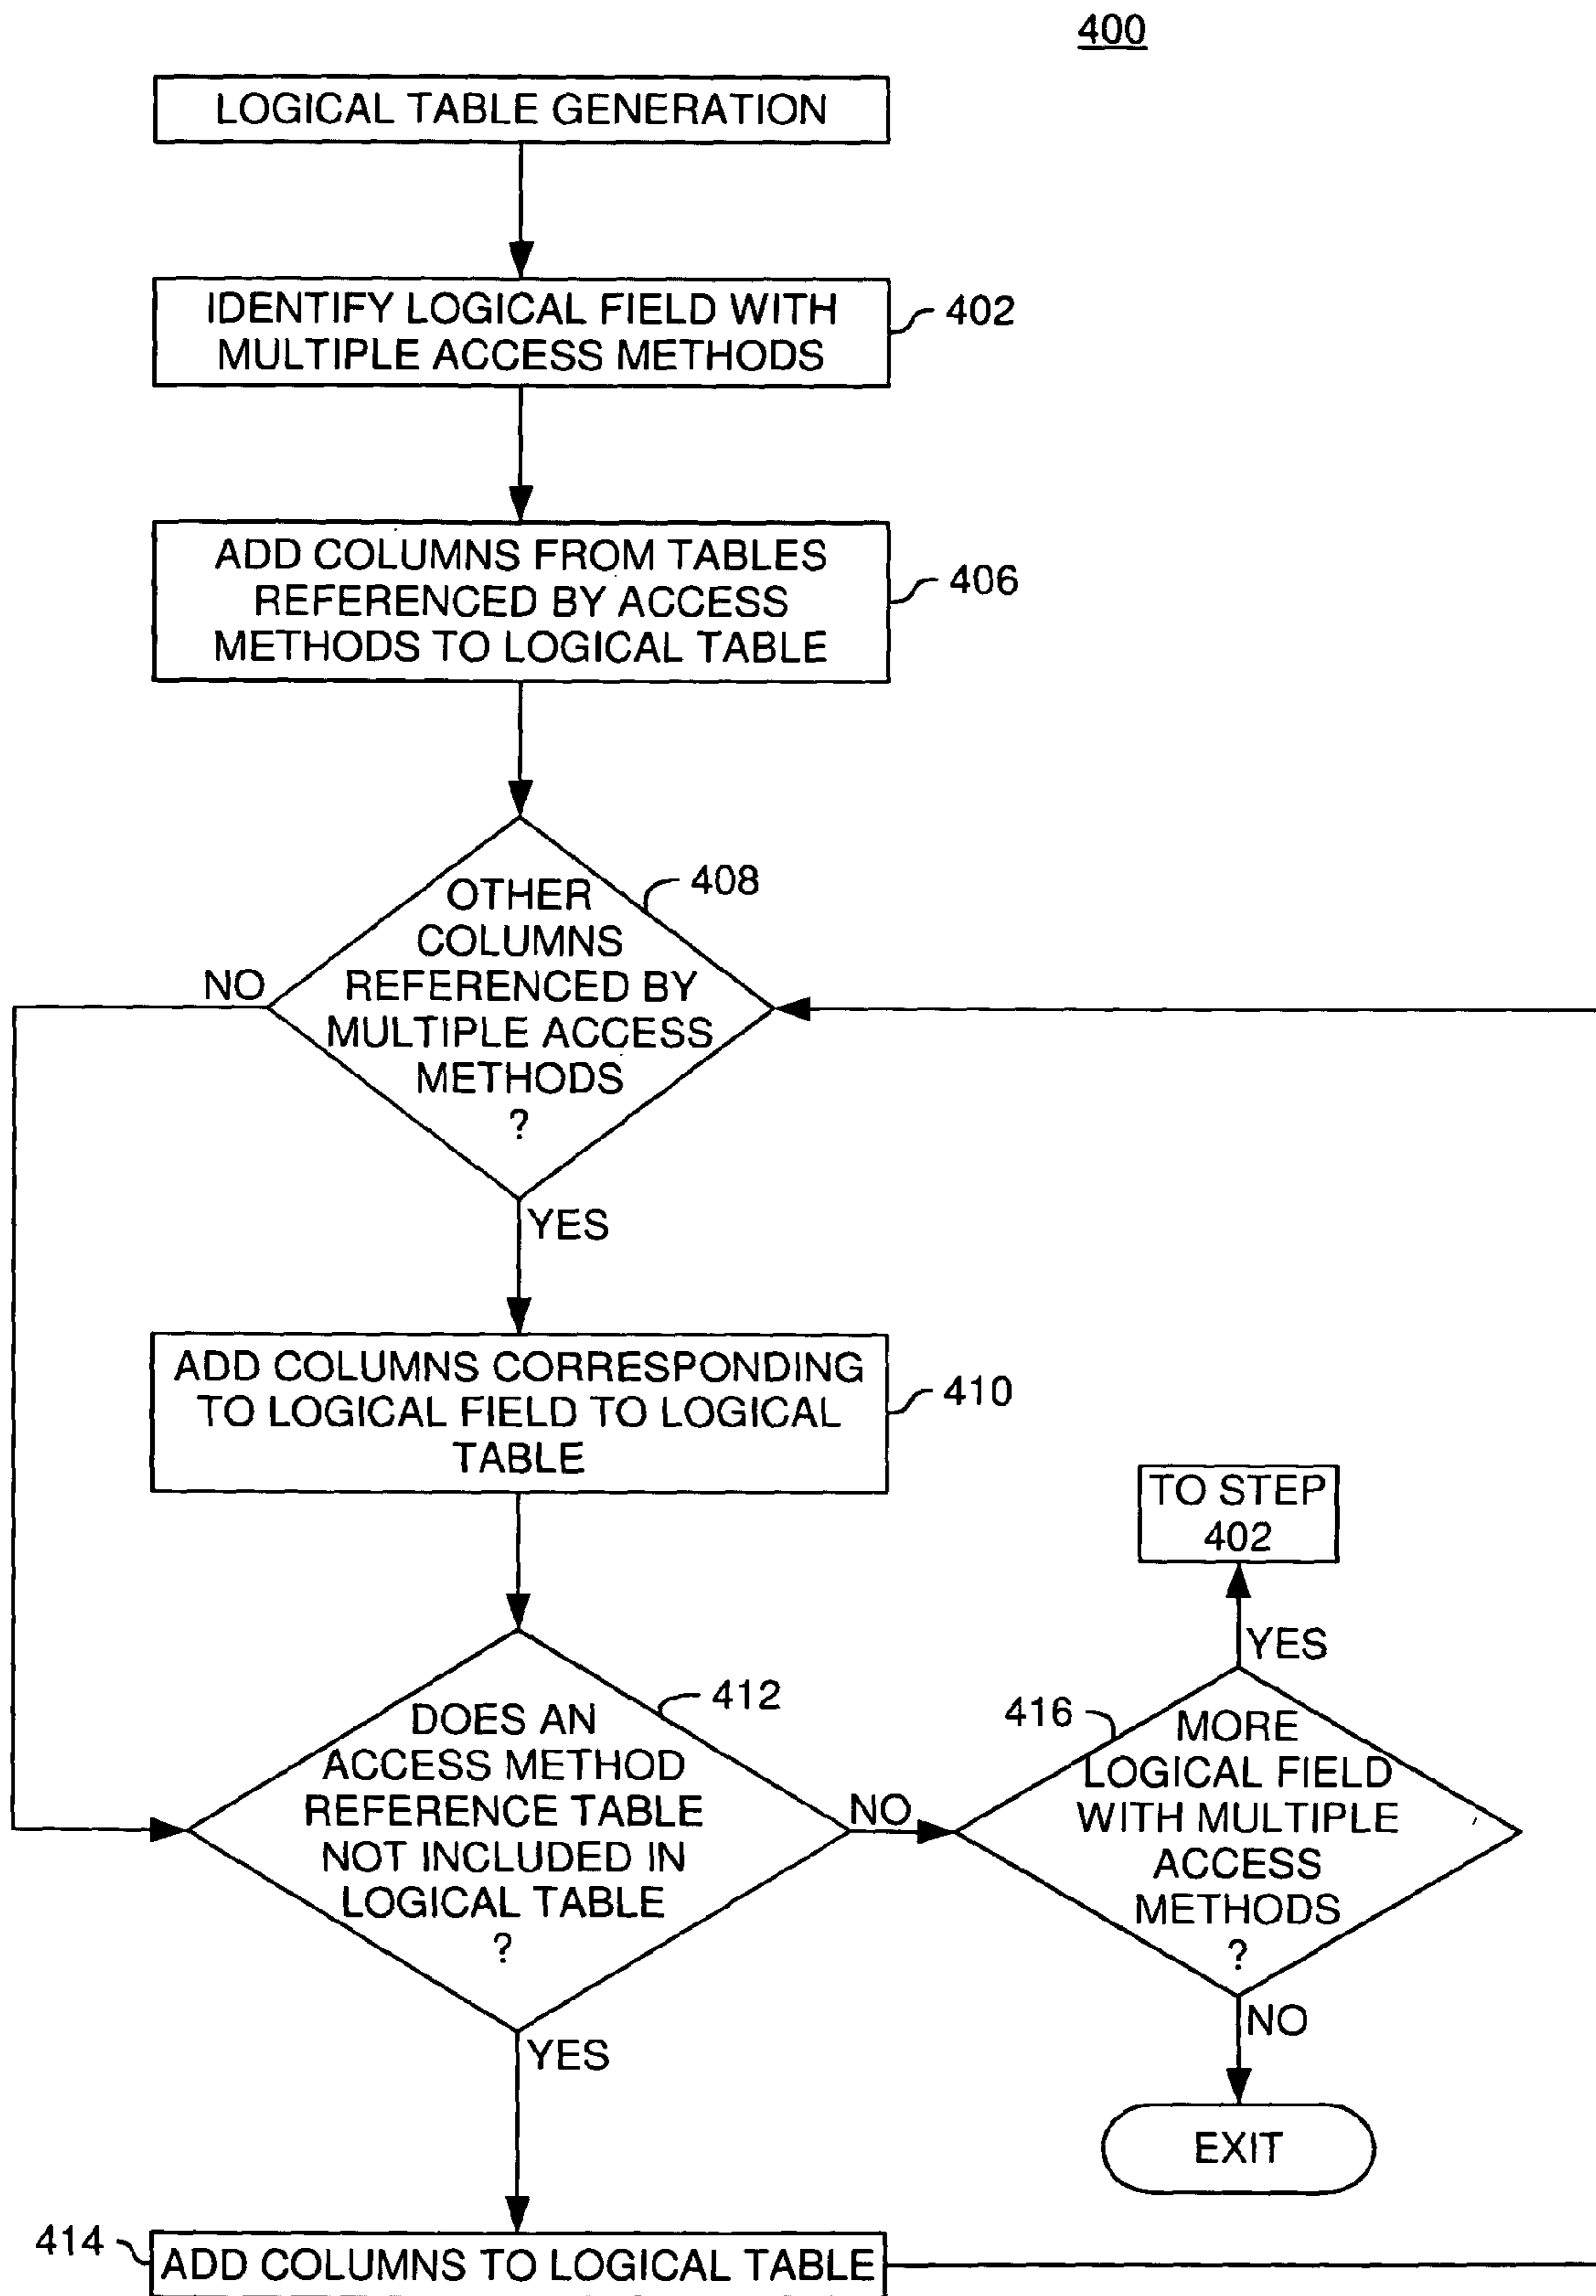 400
LOGICAL TABLE GENERATION
IDENTIFY LOGICAL FIELD WITH
MULTIPLE ACCESS METHODS
402
ADD COLUMNS FROM TABLES
REFERENCED BY ACCESS
METHODS TO LOGICAL TABLE
406
OTHER
COLUMNS
REFERENCED BY
MULTIPLE ACCESS
METHODS
?
408
NO
YES
ADD COLUMNS CORRESPONDING
TO LOGICAL FIELD TO LOGICAL
TABLE
410
DOES AN
ACCESS METHOD
REFERENCE TABLE
NOT INCLUDED IN
LOGICAL TABLE
?
412
NO
YES
TO STEP
402
YES
416
MORE
LOGICAL FIELD
WITH MULTIPLE
ACCESS
METHODS
?
NO
EXIT
414
ADD COLUMNS TO LOGICAL TABLE